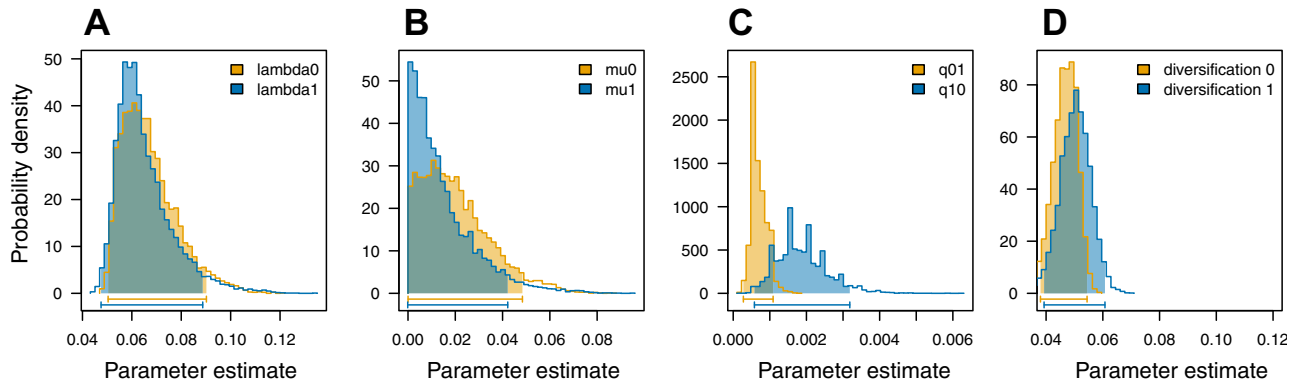 A
B
C
D
Probability density
50
40
30
20
10
0
lambda0
lambda1
0.04
0.06
0.08
0.10
0.12
Parameter estimate
50
40
30
20
10
0
mu0
mu1
0.00
0.02
0.04
0.06
0.08
Parameter estimate
2500
2000
1500
1000
500
0
q01
q10
0.000
0.002
0.004
0.006
Parameter estimate
80
60
40
20
0
diversification 0
diversification 1
0.04
0.06
0.08
0.10
0.12
Parameter estimate